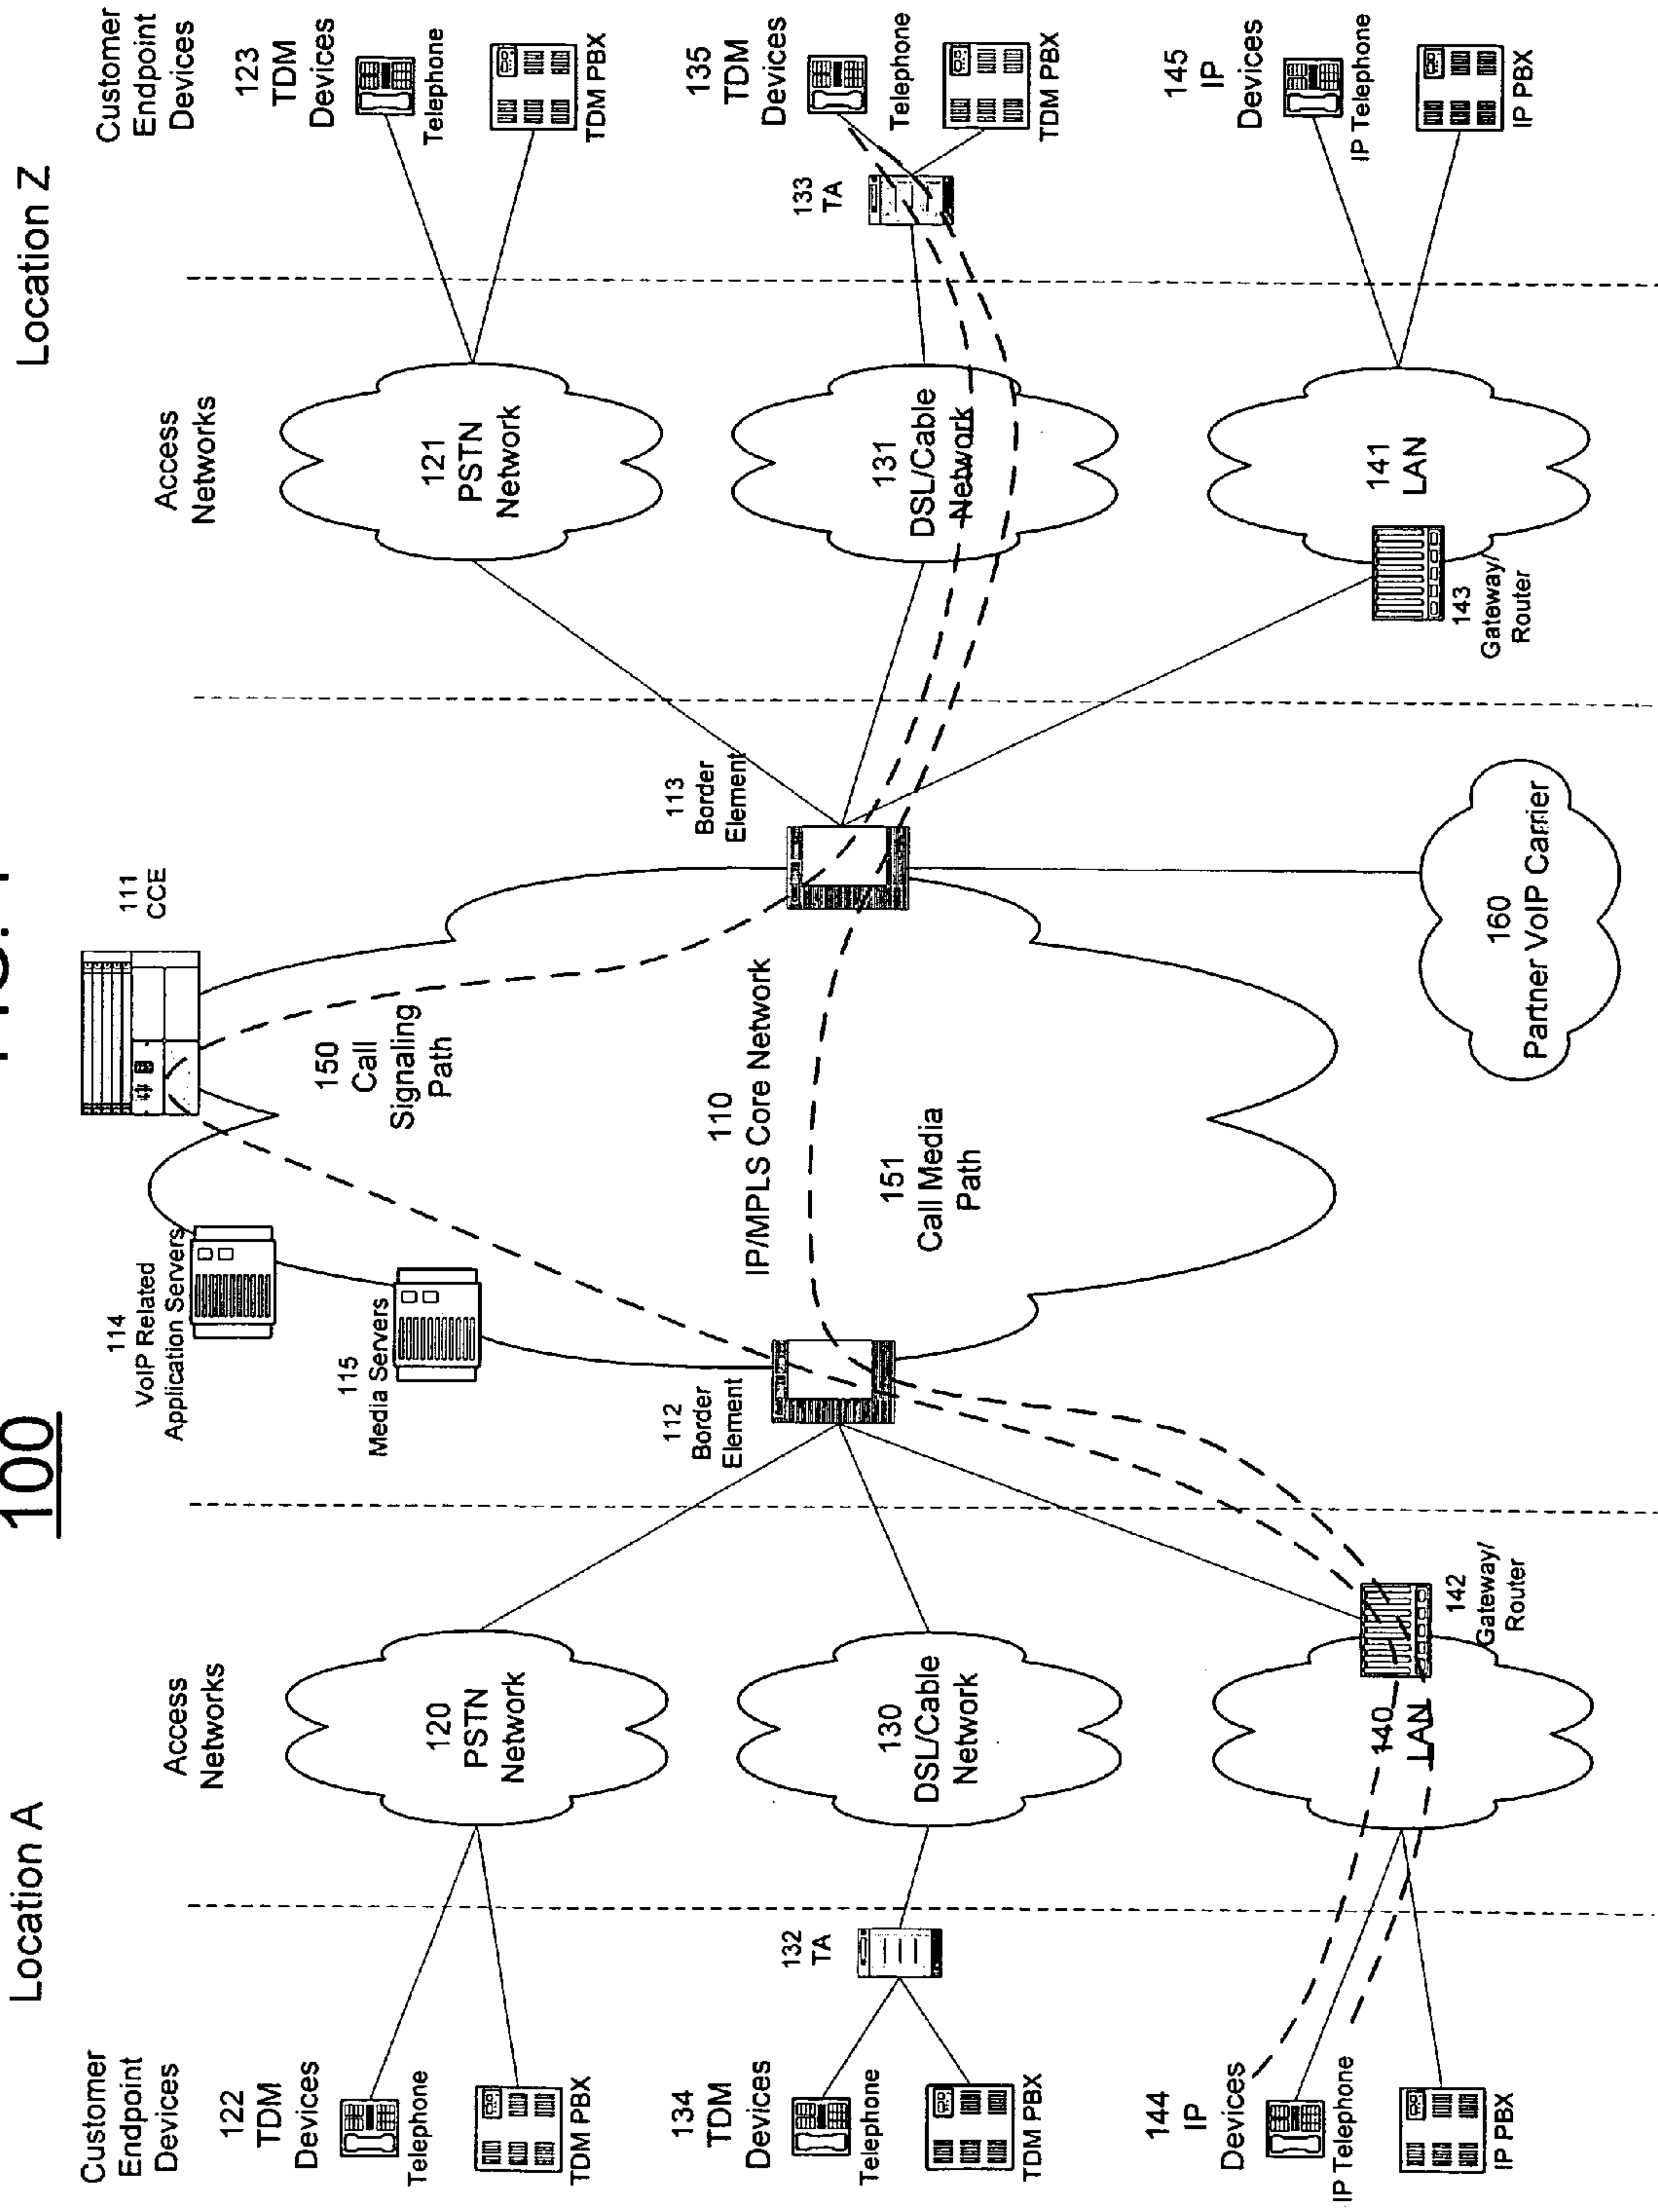 100
Location A
Location Z
Customer
Endpoint
Devices
Access
Networks
Access
Networks
Customer
Endpoint
Devices
111
CCE
114
VoIP Related
Application Servers
115
Media Servers
150
Call
Signaling
Path
110
IP/MPLS Core Network
151
Call Media
Path
112
Border
Element
113
Border
Element
160
Partner VoIP Carrier
122
TDM
Devices
Telephone
TDM PBX
120
PSTN
Network
121
PSTN
Network
123
TDM
Devices
Telephone
TDM PBX
134
TDM
Devices
Telephone
TDM PBX
132
TA
130
DSL/Cable
Network
131
DSL/Cable
Network
133
TA
135
TDM
Devices
Telephone
TDM PBX
144
IP
Devices
IP Telephone
IP PBX
140
LAN
142
Gateway/
Router
141
LAN
143
Gateway/
Router
145
IP
Devices
IP Telephone
IP PBX